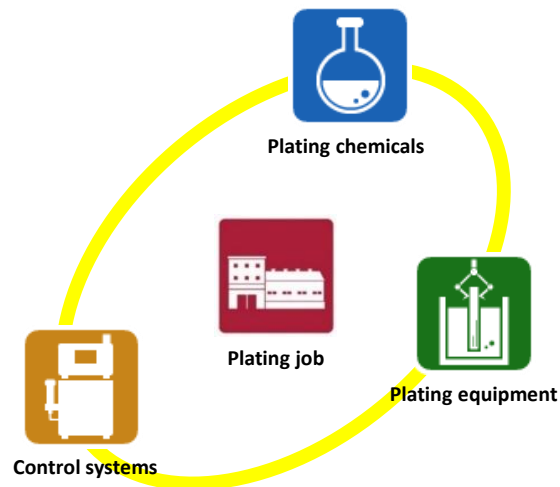 Plating chemicals
Plating job
Plating equipment
Control systems